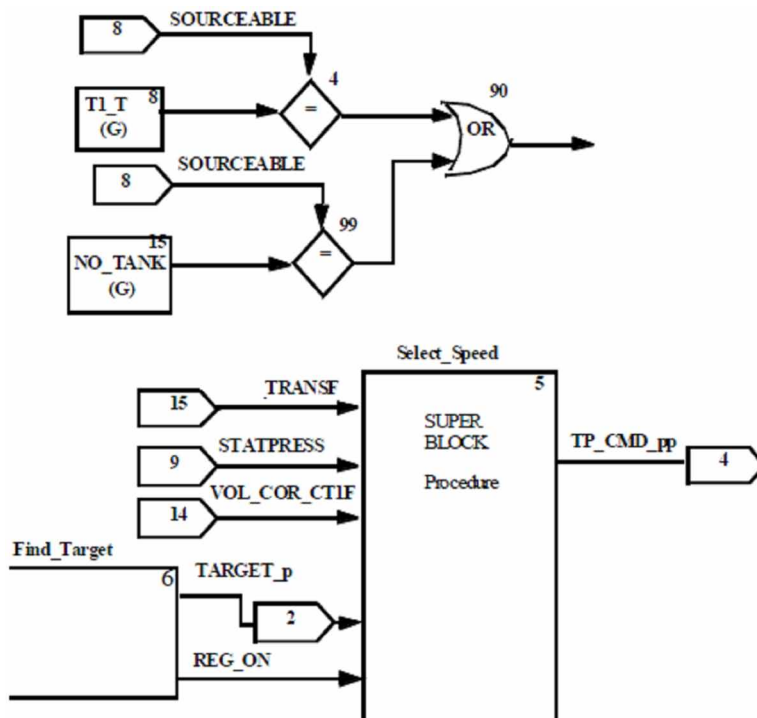 SOURCEABLE
8
4
90
T1_T 8
(G)
=
OR
SOURCEABLE
8
99
15
NO_TANK
(G)
=
Select_Speed
5
TRANSF
15
SUPER
BLOCK
Procedure
TP_CMD_pp
4
STATPRESS
9
VOL_COR_CT1F
14
Find_Target
6
TARGET_p
2
REG_ON